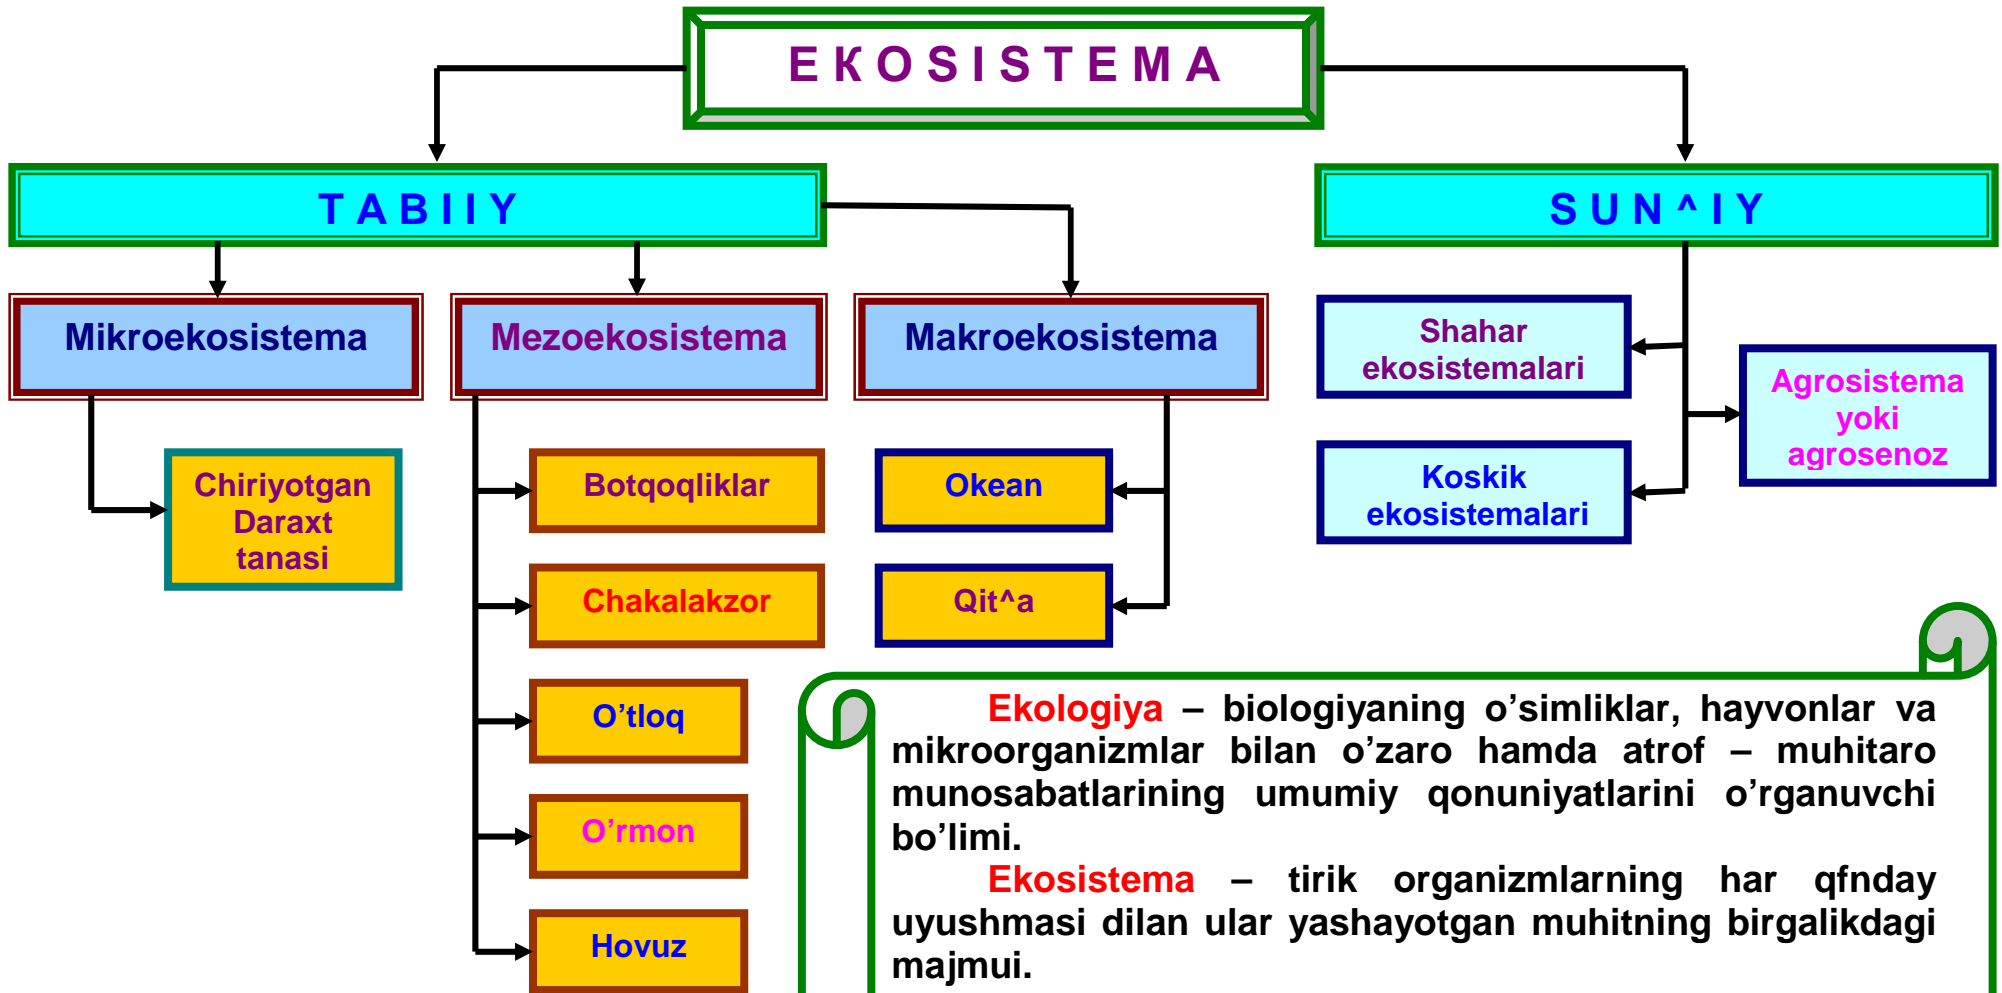 E K O S I S T E M A
T A B I I Y
S U N ^ I Y
Mikroekosistema
Mezoekosistema
Makroekosistema
Shahar
ekosistemalari
Agrosistema
yoki
agrosenoz
Koskik
ekosistemalari
Chiriyotgan
Daraxt
tanasi
Botqoqliklar
Chakalakzor
O’tloq
O’rmon
Hovuz
Okean
Qit^a
Ekologiya – biologiyaning o’simliklar, hayvonlar va
mikroorganizmlar bilan o’zaro hamda atrof – muhitaro
munosabatlarining umumiy qonuniyatlarini o’rganuvchi
bo’limi.
Ekosistema – tirik organizmlarning har qfnday
uyushmasi dilan ular yashayotgan muhitning birgalikdagi
majmui.